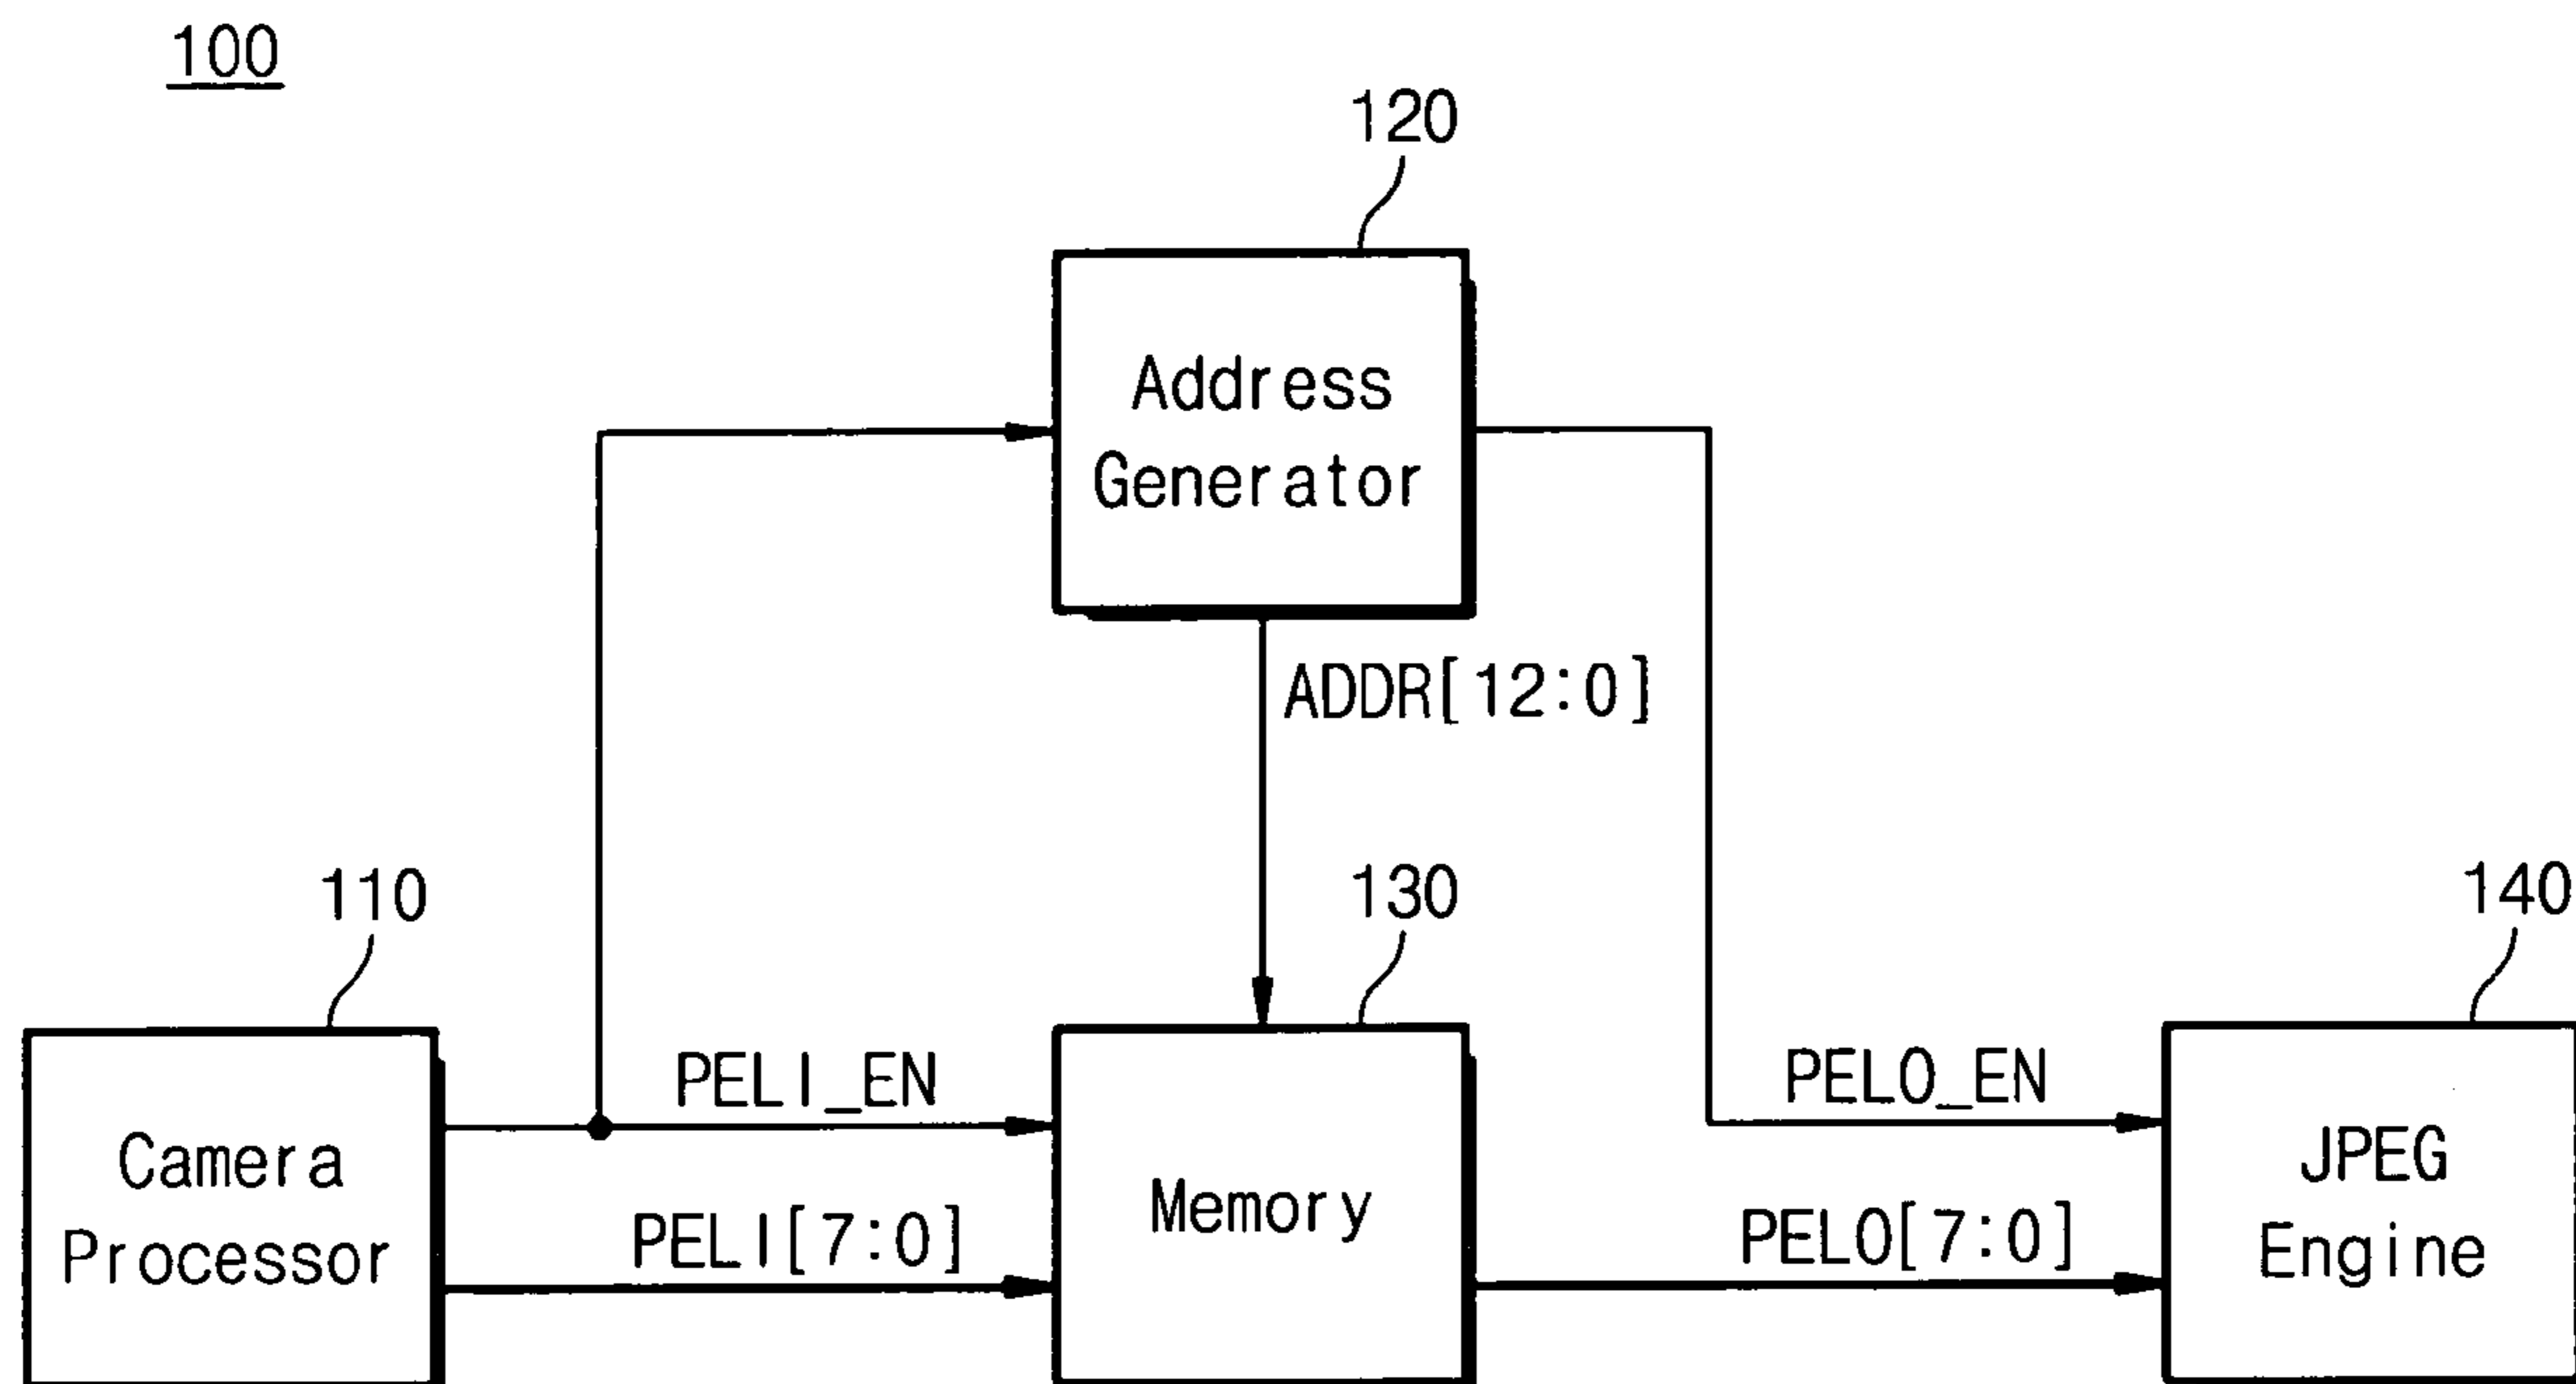 100
120
Address
Generator
ADDR[12:0]
110
130
140
Camera
Processor
PELI_EN
PELI[7:0]
Memory
PELO_EN
PELO[7:0]
JPEG
Engine